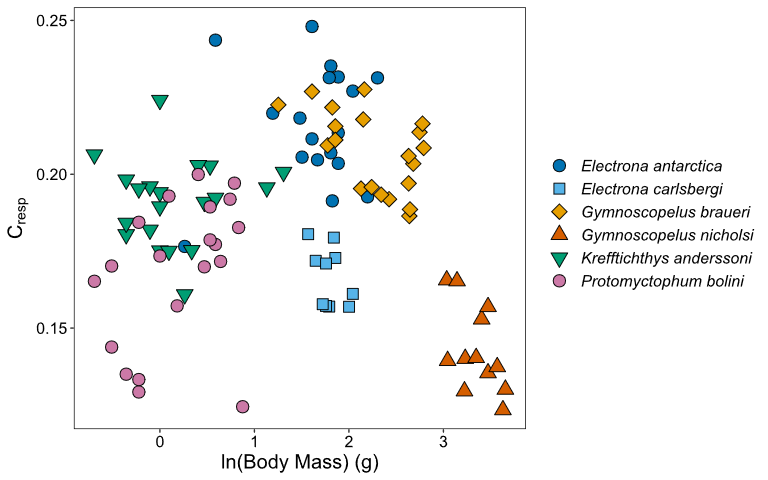 0.25
0.20
0.15
C_resp
0 1 2 3
ln(Body Mass) (g)
Electrona antarctica
Electrona carlsbergi
Gymnoscopelus braueri
Gymnoscopelus nicholsi
Krefftichthys anderssoni
Protomyctophum bolini